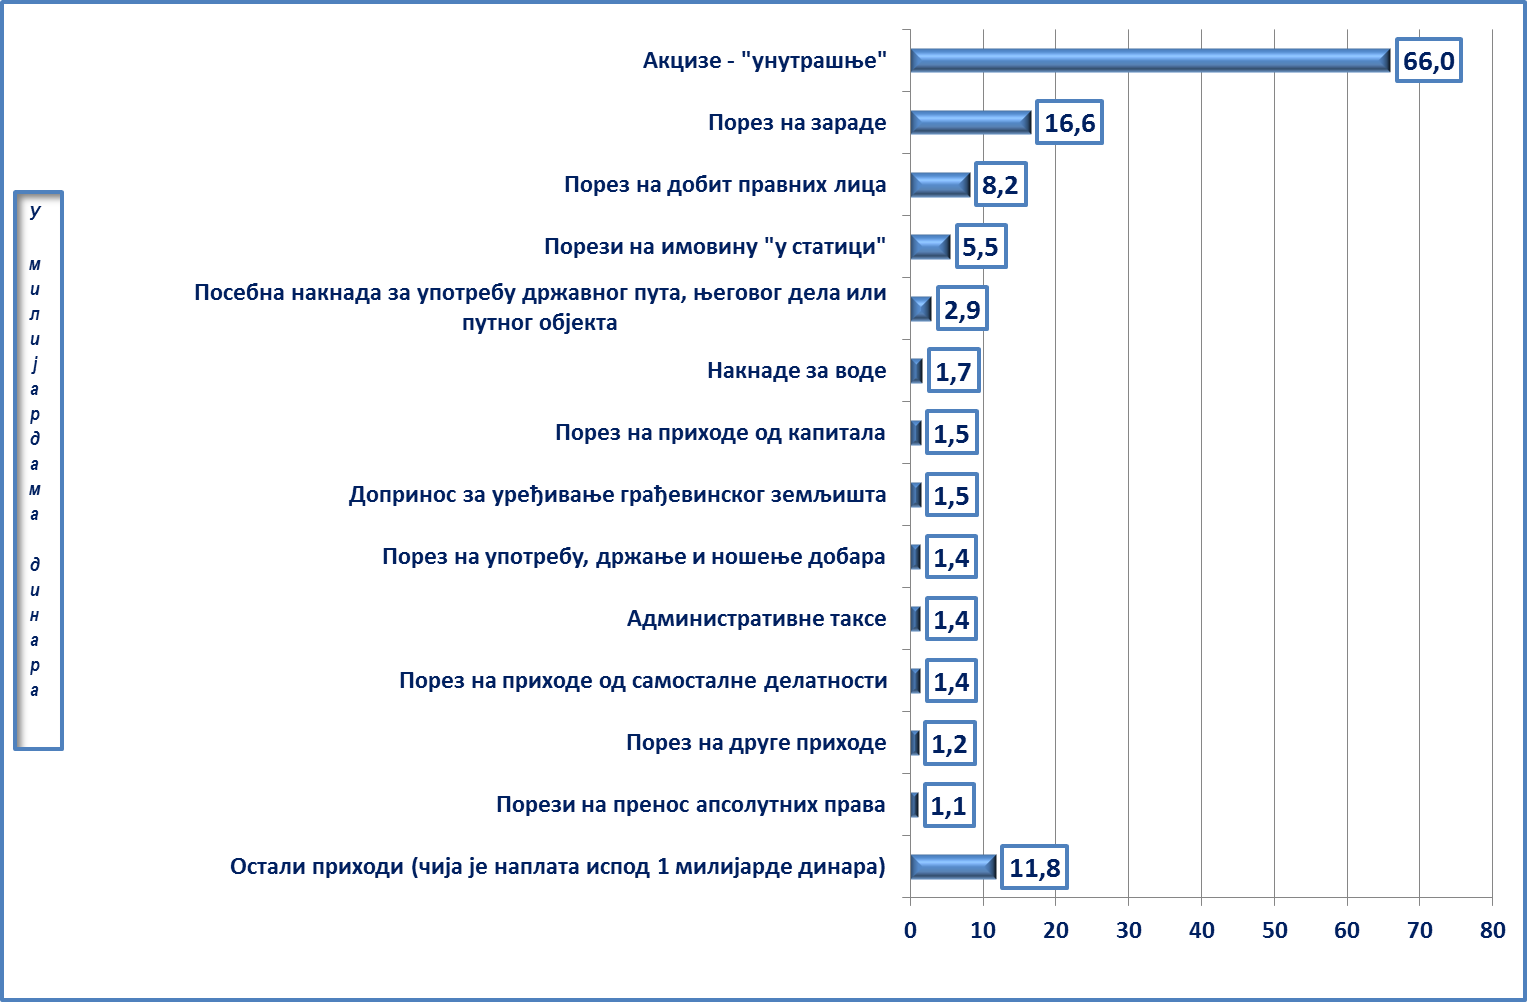 Акцизе - "унутрашње"
66,0
Порез на зараде
16,6
Порез на добит правних лица
8,2
Порези на имовину "у статици"
5,5
Посебна накнада за употребу државног пута, његовог дела или
путног објекта
2,9
Накнаде за воде
1,7
Порез на приходе од капитала
1,5
Допринос за уређивање грађевинског земљишта
1,5
Порез на употребу, држање и ношење добара
1,4
Административне таксе
1,4
Порез на приходе од самосталне делатности
1,4
Порез на друге приходе
1,2
Порези на пренос апсолутних права
1,1
Остали приходи (чија је наплата испод 1 милијарде динара)
11,8
0 10 20 30 40 50 60 70 80
У милијардама динара